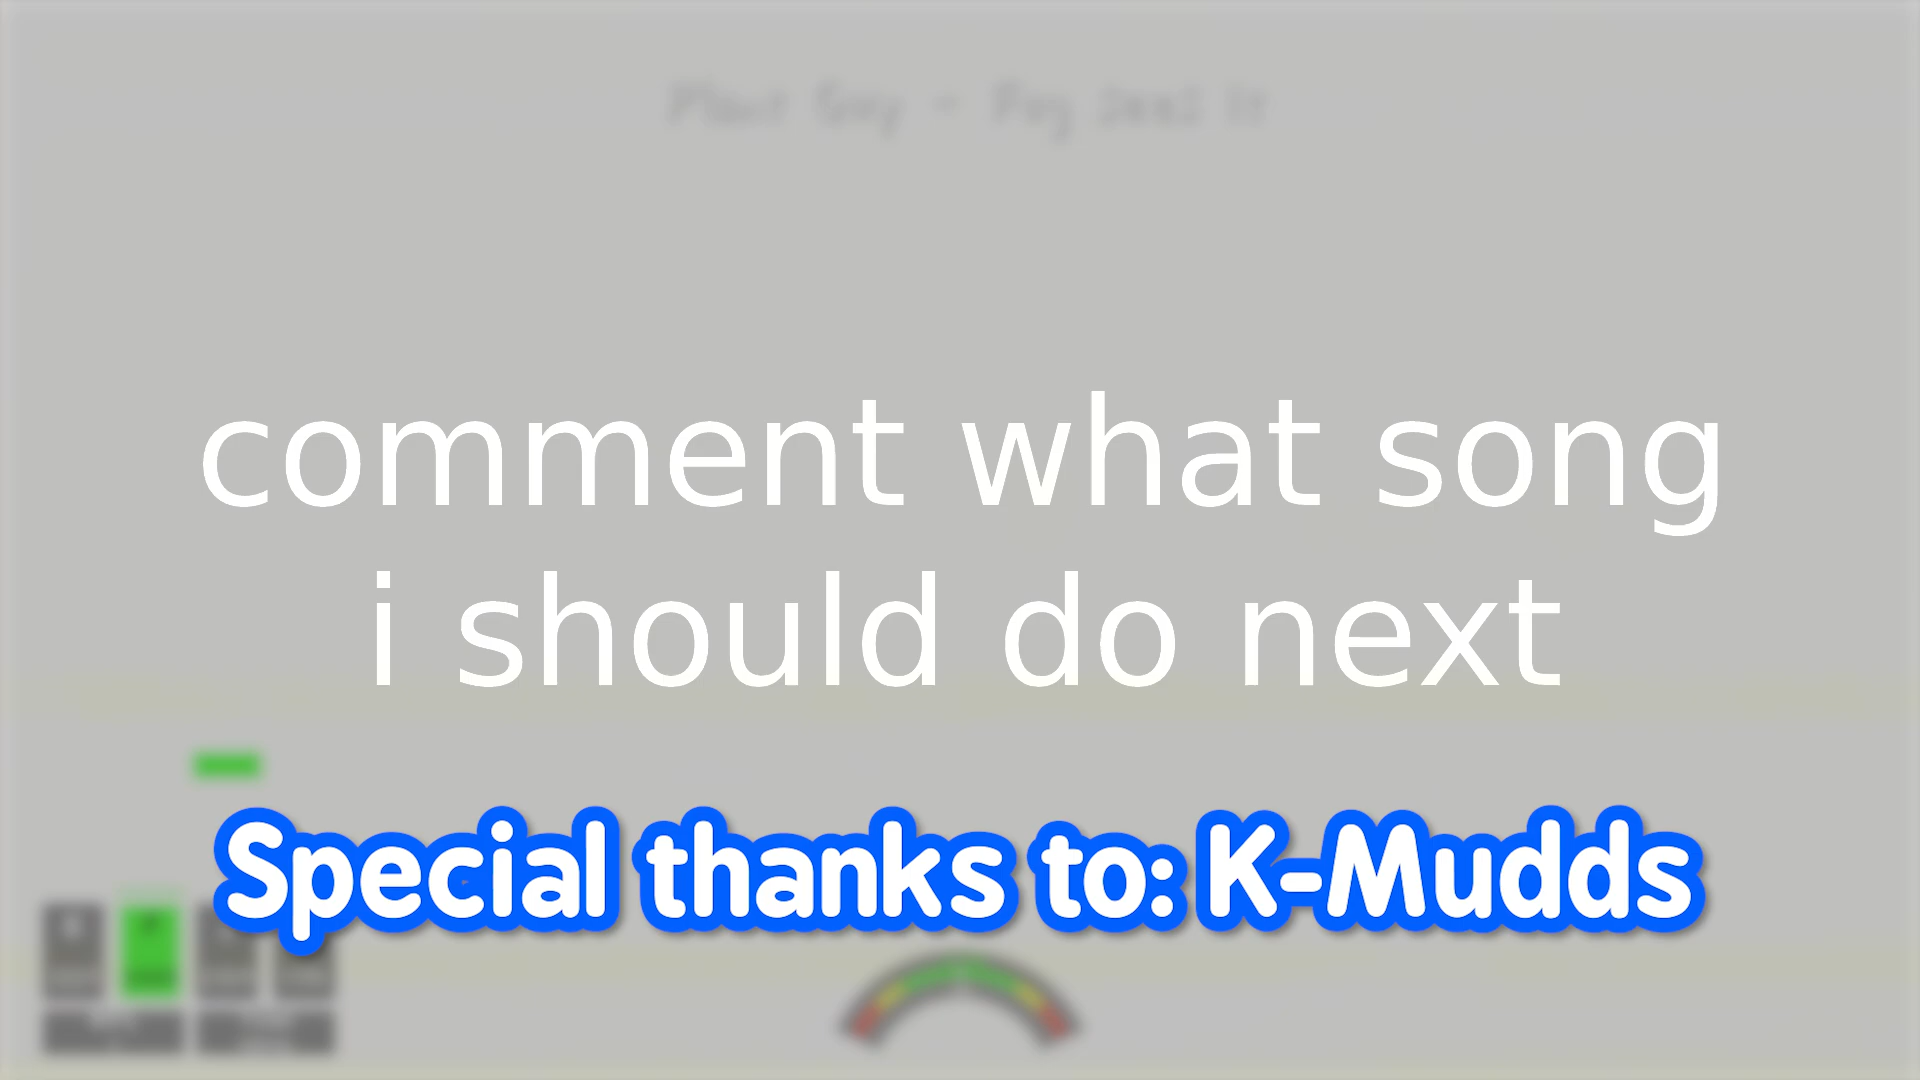 comment what song
i should do next
Special thanks to: K-Mudds